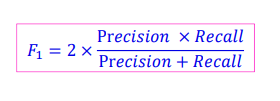 F₁ = 2 × (Precision × Recall) / (Precision + Recall)